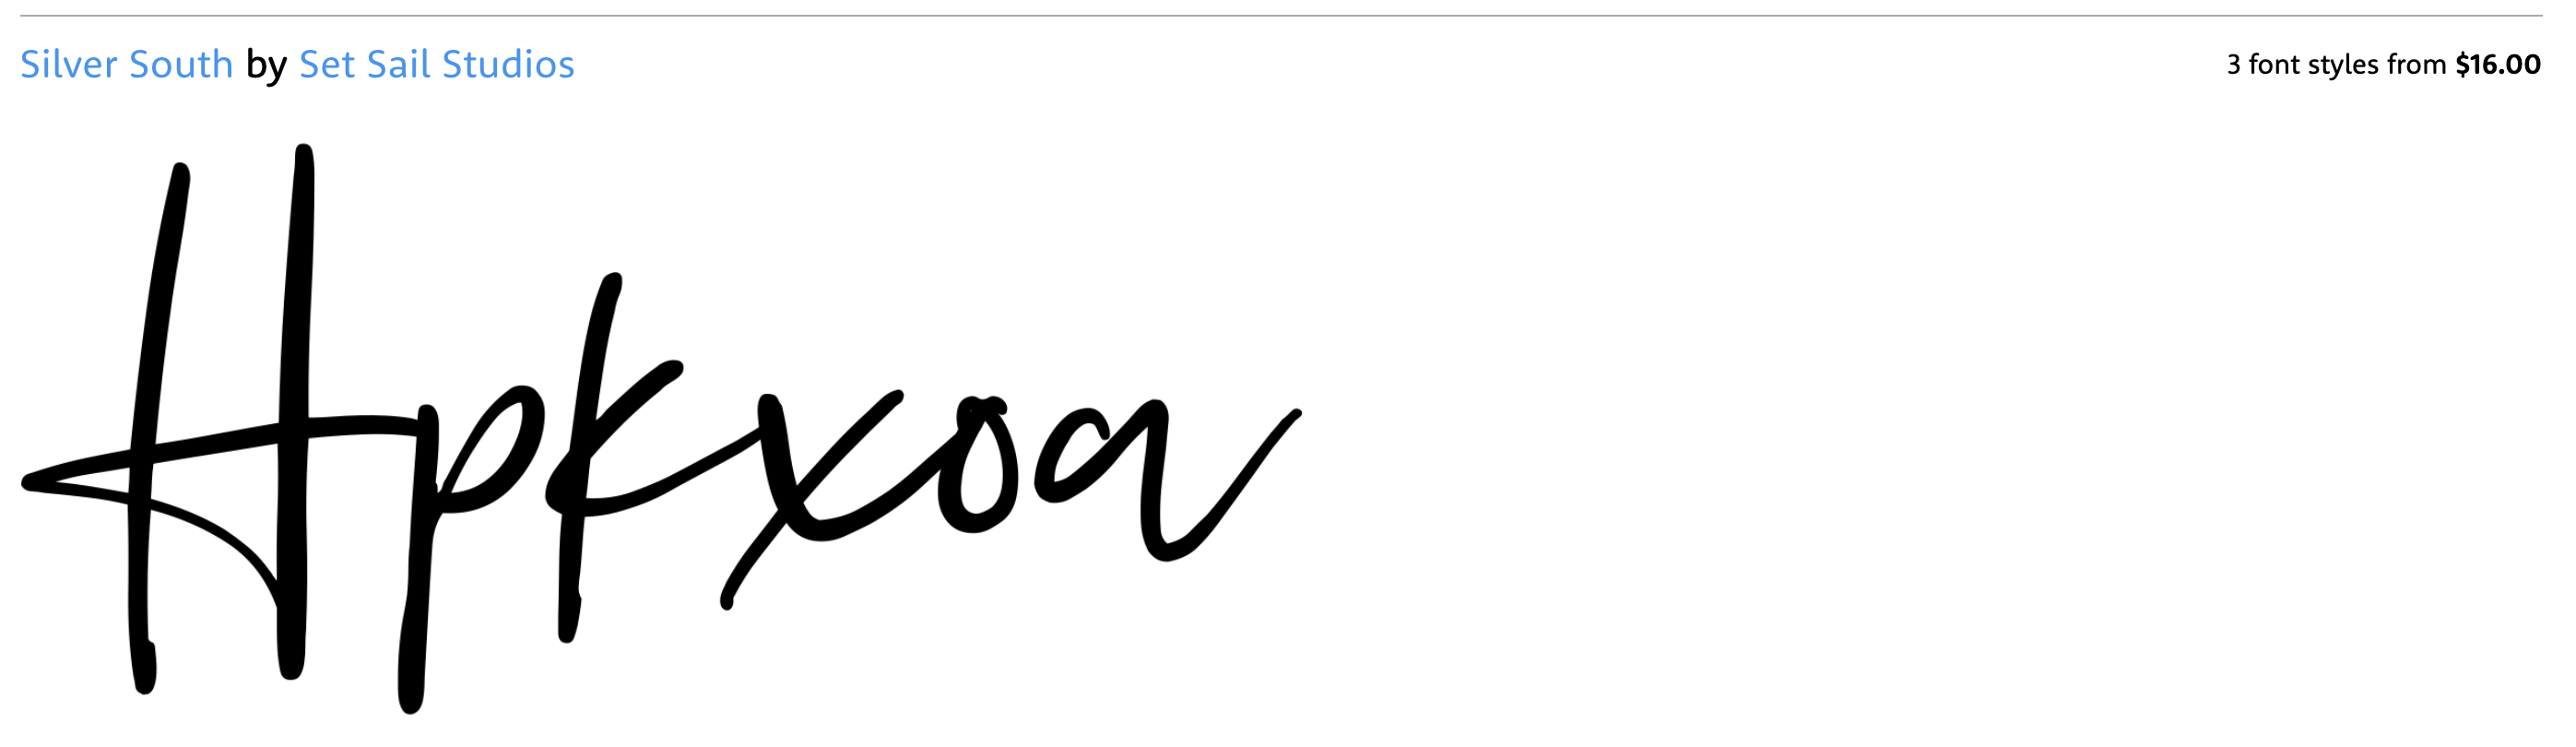 Silver South by Set Sail Studios
3 font styles from $16.00
Hpkxoa